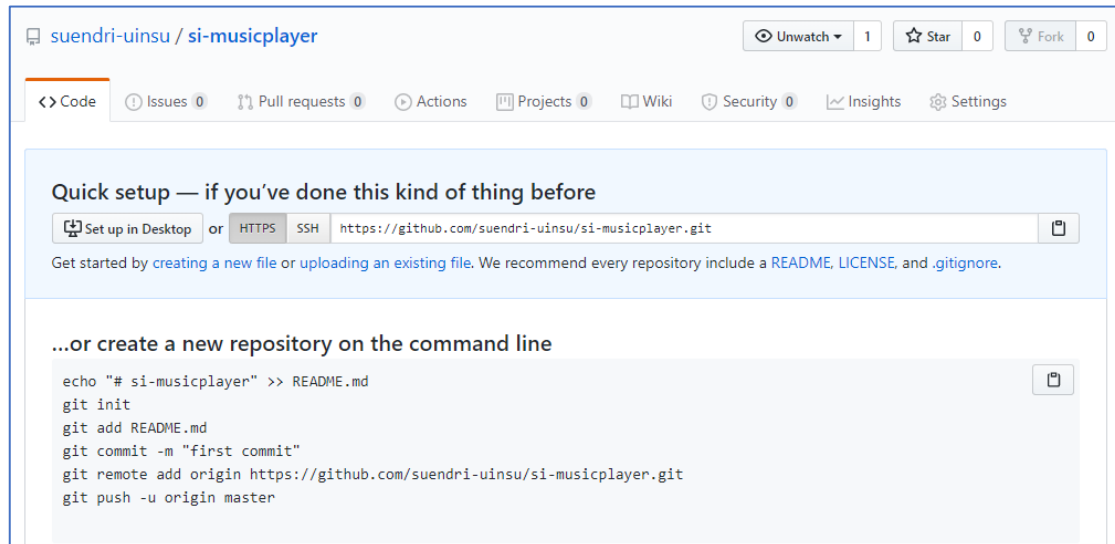 suendri-uinsu / si-musicplayer Unwatch 1 Star 0 Fork 0
Code Issues 0 Pull requests 0 Actions Projects 0 Wiki Security 0 Insights Settings
Quick setup — if you’ve done this kind of thing before
Set up in Desktop or HTTPS SSH https://github.com/suendri-uinsu/si-musicplayer.git
Get started by creating a new file or uploading an existing file. We recommend every repository include a README, LICENSE, and .gitignore.
...or create a new repository on the command line
echo "# si-musicplayer" >> README.md
git init
git add README.md
git commit -m "first commit"
git remote add origin https://github.com/suendri-uinsu/si-musicplayer.git
git push -u origin master